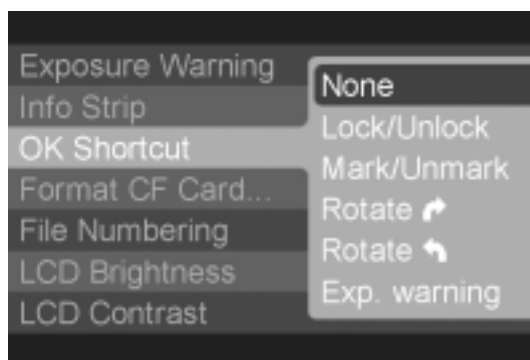 Exposure Warning
Info Strip
OK Shortcut
Format CF Card...
File Numbering
LCD Brightness
LCD Contrast
None
Lock/Unlock
Mark/Unmark
Rotate
Rotate
Exp. warning